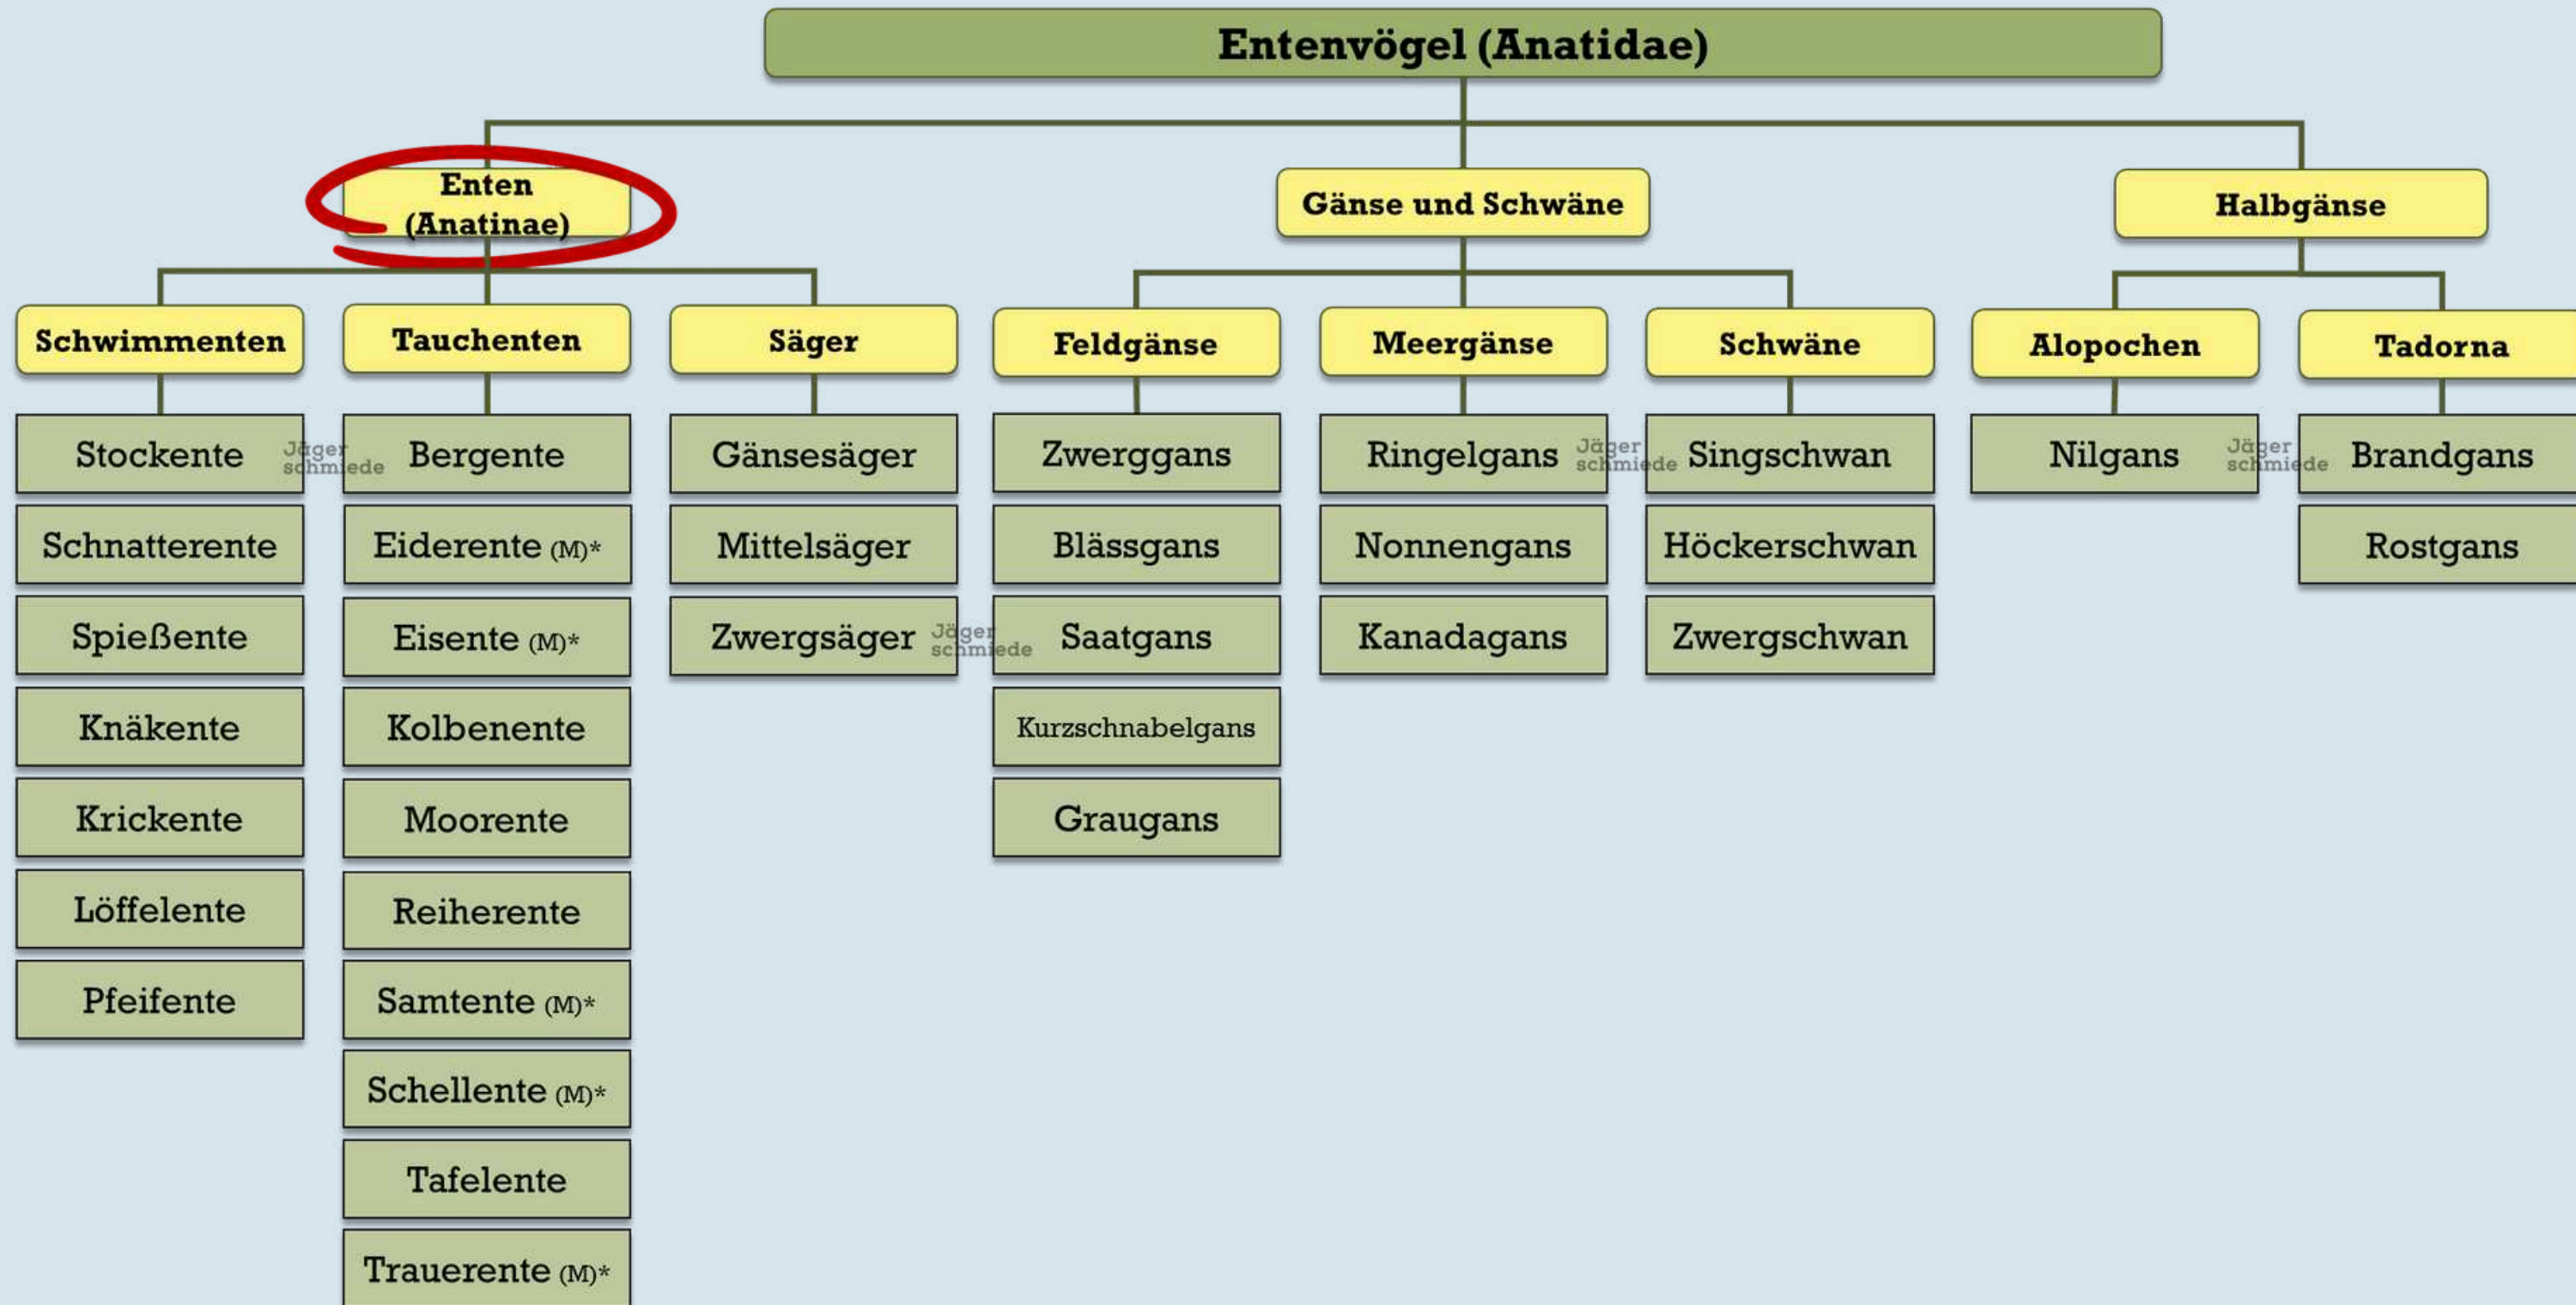 Entenvögel (Anatidae)
Enten
(Anatinae)
Gänse und Schwäne
Halbgänse
Schwimmenten
Tauchenten
Säger
Feldgänse
Meergänse
Schwäne
Alopochen
Tadorna
Stockente
Schnatterente
Spießente
Knäkente
Krickente
Löffelente
Pfeifente
Jäger
schmiede
Bergente
Eiderente (M)*
Eisente (M)*
Kolbenente
Moorente
Reiherente
Samtente (M)*
Schellente (M)*
Tafelente
Trauerente (M)*
Gänsesäger
Mittelsäger
Zwergsäger
Jäger
schmiede
Zwerggans
Blässgans
Saatgans
Kurzschnabelgans
Graugans
Ringelgans
Nonnengans
Kanadagans
Jäger
schmiede
Singschwan
Höckerschwan
Zwergschwan
Nilgans
Jäger
schmiede
Brandgans
Rostgans